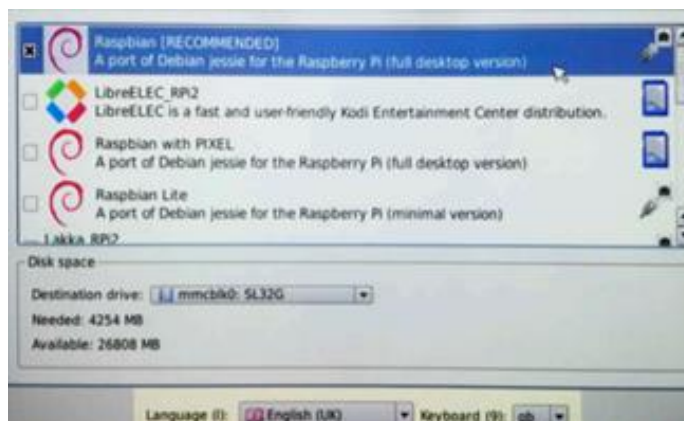 Raspbian [RECOMMENDED]
A port of Debian jessie for the Raspberry Pi (full desktop version)
LibreELEC_RPi2
LibreELEC is a fast and user-friendly Kodi Entertainment Center distribution.
Raspbian with PIXEL
A port of Debian jessie for the Raspberry Pi (full desktop version)
Raspbian Lite
A port of Debian jessie for the Raspberry Pi (minimal version)
Lakka_RPi2
Disk space
Destination drive: mmcblk0: SL32G
Needed: 4254 MB
Available: 26808 MB
Language (l): English (UK) Keyboard (9): gb